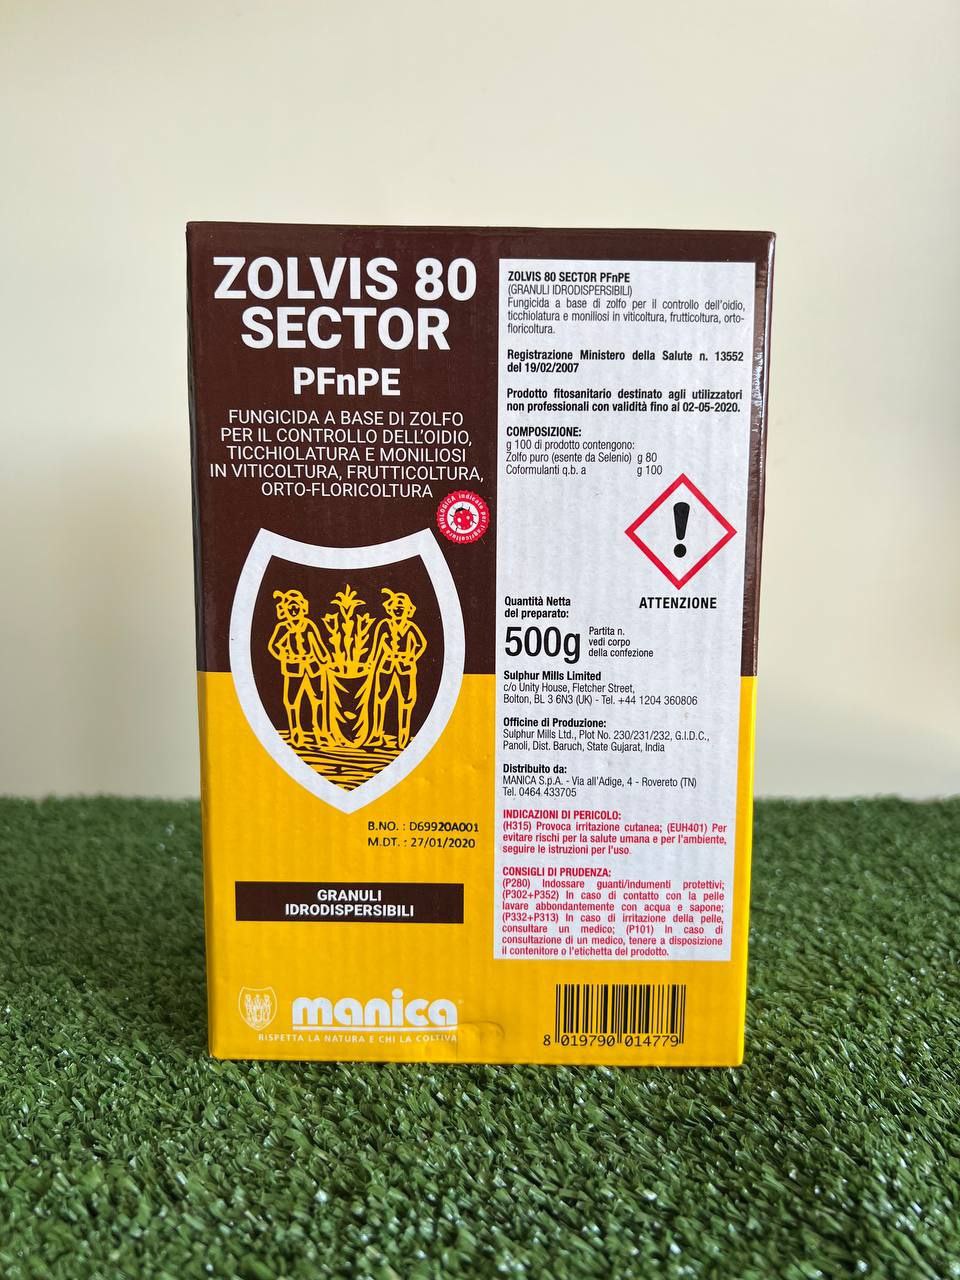 ZOLVIS 80
SECTOR
PFnPE
FUNGICIDA A BASE DI ZOLFO
PER IL CONTROLLO DELL'OIDIO,
TICCHIOLATURA E MONILIOSI
IN VITICOLTURA, FRUTTICOLTURA,
ORTO-FLORICOLTURA
indicato per l'agricoltura BIOLOGICA
B.NO. : D69920A001
M.DT. : 27/01/2020
GRANULI
IDRODISPERSIBILI
manica
RISPETTA LA NATURA E CHI LA COLTIVA
ZOLVIS 80 SECTOR PFnPE
(GRANULI IDRODISPERSIBILI)
Fungicida a base di zolfo per il controllo dell'oidio,
ticchiolatura e moniliosi in viticoltura, frutticoltura, orto-
floricoltura.
Registrazione Ministero della Salute n. 13552
del 19/02/2007
Prodotto fitosanitario destinato agli utilizzatori
non professionali con validità fino al 02-05-2020.
COMPOSIZIONE:
g 100 di prodotto contengono:
Zolfo puro (esente da Selenio) g 80
Coformulanti q.b. a g 100
ATTENZIONE
Quantità Netta
del preparato:
500g
Partita n.
vedi corpo
della confezione
Sulphur Mills Limited
c/o Unity House, Fletcher Street,
Bolton, BL 3 6N3 (UK) - Tel. +44 1204 360806
Officine di Produzione:
Sulphur Mills Ltd., Plot No. 230/231/232, G.I.D.C.,
Panoli, Dist. Baruch, State Gujarat, India
Distribuito da:
MANICA S.p.A. - Via all'Adige, 4 - Rovereto (TN)
Tel. 0464 433705
INDICAZIONI DI PERICOLO:
(H315) Provoca irritazione cutanea; (EUH401) Per
evitare rischi per la salute umana e per l'ambiente,
seguire le istruzioni per l'uso.
CONSIGLI DI PRUDENZA:
(P280) Indossare guanti/indumenti protettivi;
(P302+P352) In caso di contatto con la pelle
lavare abbondantemente con acqua e sapone;
(P332+P313) In caso di irritazione della pelle,
consultare un medico; (P101) In caso di
consultazione di un medico, tenere a disposizione
il contenitore o l'etichetta del prodotto.
8 019790 014779